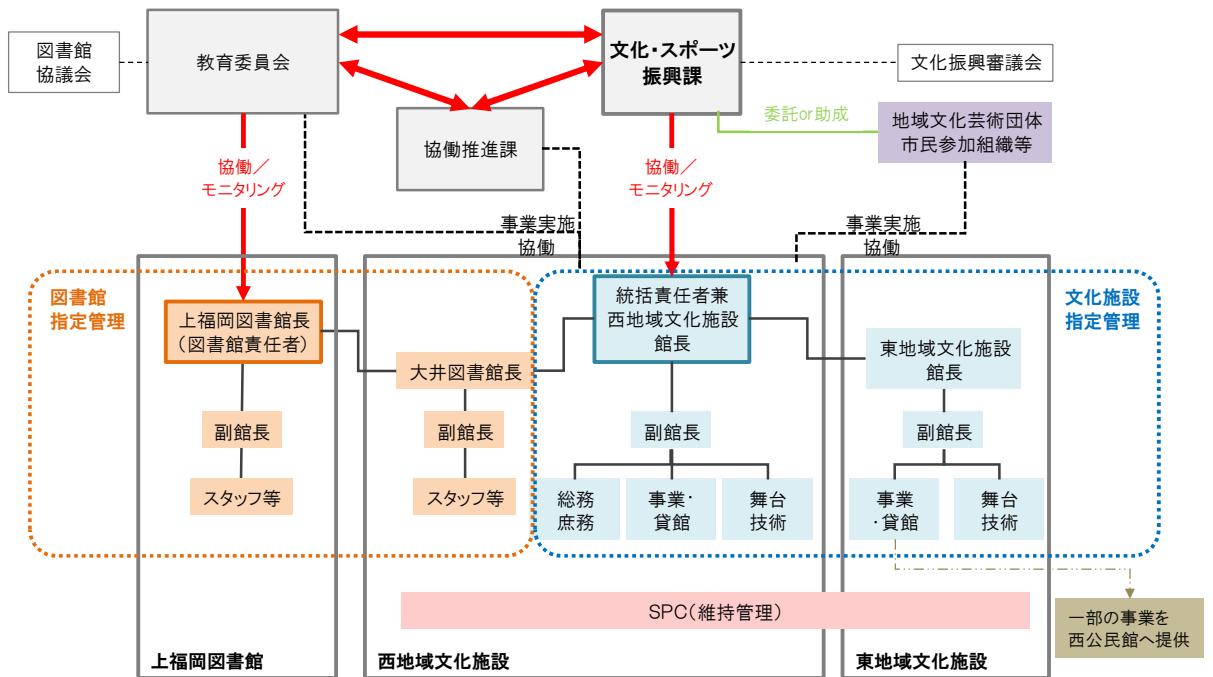 図書館
協議会
教育委員会
文化・スポーツ
振興課
文化振興審議会
委託or助成
地域文化芸術団体
市民参加組織等
協働推進課
協働／
モニタリング
協働／
モニタリング
事業実施
協働
事業実施
協働
図書館
指定管理
文化施設
指定管理
上福岡図書館長
（図書館責任者）
大井図書館長
統括責任者兼
西地域文化施設
館長
東地域文化施設
館長
副館長
副館長
副館長
副館長
スタッフ等
スタッフ等
総務
庶務
事業・
貸館
舞台
技術
事業
・貸館
舞台
技術
SPC（維持管理）
一部の事業を
西公民館へ提供
上福岡図書館
西地域文化施設
東地域文化施設